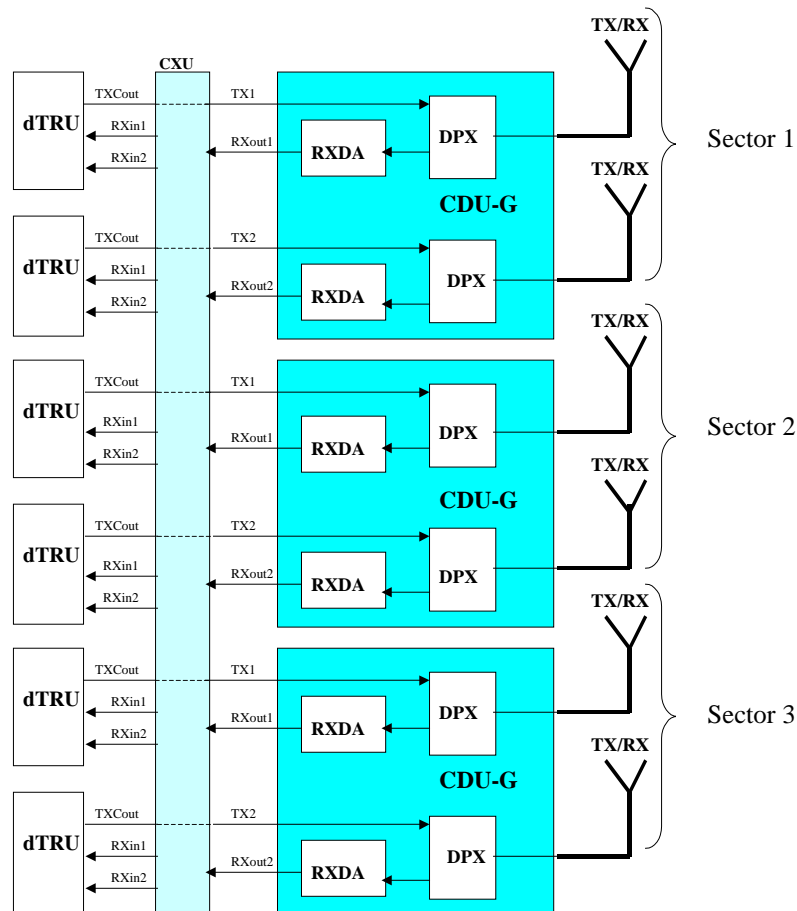 TX/RX
CXU
TXCout TX1
dTRU RXin1 RXout1 RXDA DPX Sector 1
RXin2
TX/RX
CDU-G
TXCout TX2
dTRU RXin1 RXout2 RXDA DPX
RXin2
TX/RX
TXCout TX1
dTRU RXin1 RXout1 RXDA DPX Sector 2
RXin2
TX/RX
CDU-G
TXCout TX2
dTRU RXin1 RXout2 RXDA DPX
RXin2
TX/RX
TXCout TX1
dTRU RXin1 RXout1 RXDA DPX Sector 3
RXin2
TX/RX
CDU-G
TXCout TX2
dTRU RXin1 RXout2 RXDA DPX
RXin2